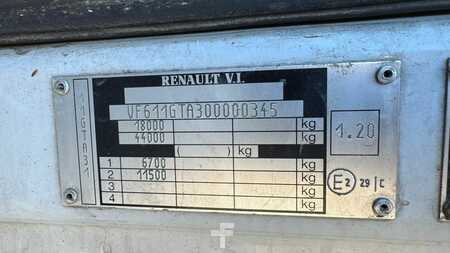 RENAULT V.I.
VF611GTA300000345
18000 kg
44000 kg
( ) kg
1 6700 kg
2 11500 kg
3 kg
4 kg
11GTA31
1.20
E2 29 | C